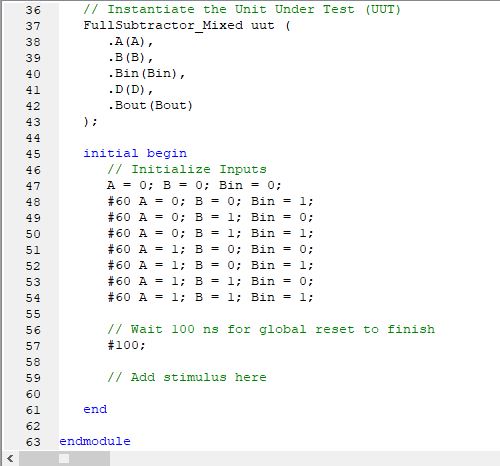 36 // Instantiate the Unit Under Test (UUT)
37 FullSubtractor_Mixed uut (
38 .A(A),
39 .B(B),
40 .Bin(Bin),
41 .D(D),
42 .Bout(Bout)
43 );
44
45 initial begin
46 // Initialize Inputs
47 A = 0; B = 0; Bin = 0;
48 #60 A = 0; B = 0; Bin = 1;
49 #60 A = 0; B = 1; Bin = 0;
50 #60 A = 0; B = 1; Bin = 1;
51 #60 A = 1; B = 0; Bin = 0;
52 #60 A = 1; B = 0; Bin = 1;
53 #60 A = 1; B = 1; Bin = 0;
54 #60 A = 1; B = 1; Bin = 1;
55
56 // Wait 100 ns for global reset to finish
57 #100;
58
59 // Add stimulus here
60
61 end
62
63 endmodule